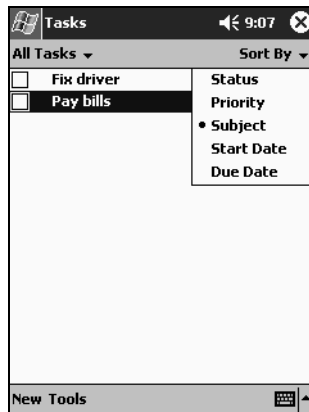 Tasks 9:07
All Tasks Sort By
Fix driver Status
Pay bills Priority
Subject
Start Date
Due Date
New Tools